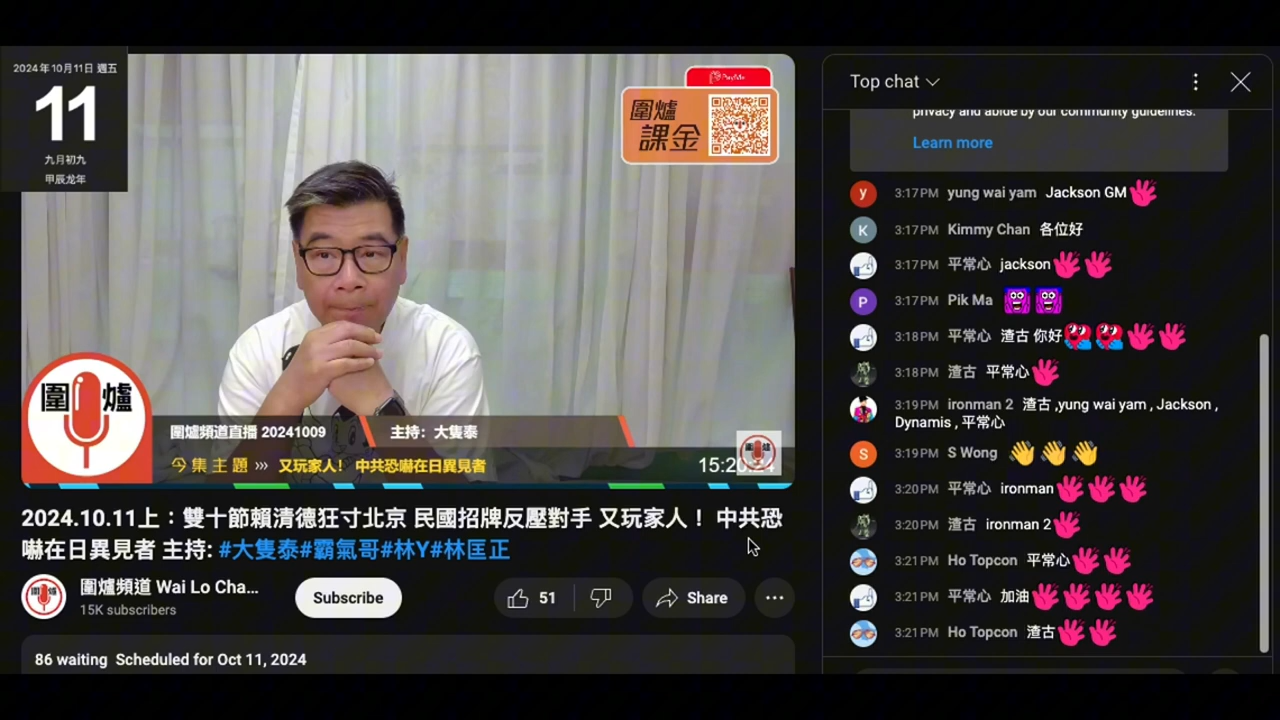 2024年10月11日 週五
11
九月初九
甲辰龙年
PayMe
圍爐
課金
圍爐
圍爐頻道直播 20241009
主持：大隻泰
今集主題 »› 又玩家人！ 中共恐嚇在日異見者
2024.10.11上：雙十節賴清德狂寸北京 民國招牌反壓對手 又玩家人！ 中共恐
嚇在日異見者 主持: #大隻泰#霸氣哥#林Y#林匡正
圍爐頻道 Wai Lo Cha...
15K subscribers
Subscribe
51
Share
86 waiting Scheduled for Oct 11, 2024
Top chat
privacy and abide by our community guidelines.
Learn more
y 3:17 PM yung wai yam Jackson GM
K 3:17 PM Kimmy Chan 各位好
3:17 PM 平常心 jackson
P 3:17 PM Pik Ma
3:18 PM 平常心 渣古 你好
3:18 PM 渣古 平常心
3:19 PM ironman 2 渣古 ,yung wai yam , Jackson ,
Dynamis , 平常心
S 3:19 PM S Wong
3:20 PM 平常心 ironman
3:20 PM 渣古 ironman 2
3:21 PM Ho Topcon 平常心
3:21 PM 平常心 加油
3:21 PM Ho Topcon 渣古